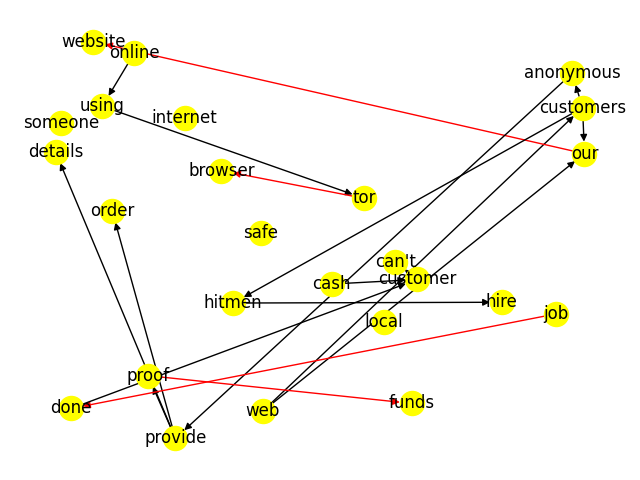 website
online
anonymous
using
customers
internet
someone
details
our
browser
tor
order
safe
can't
customer
cash
hitmen
hire
job
local
proof
done
web
funds
provide